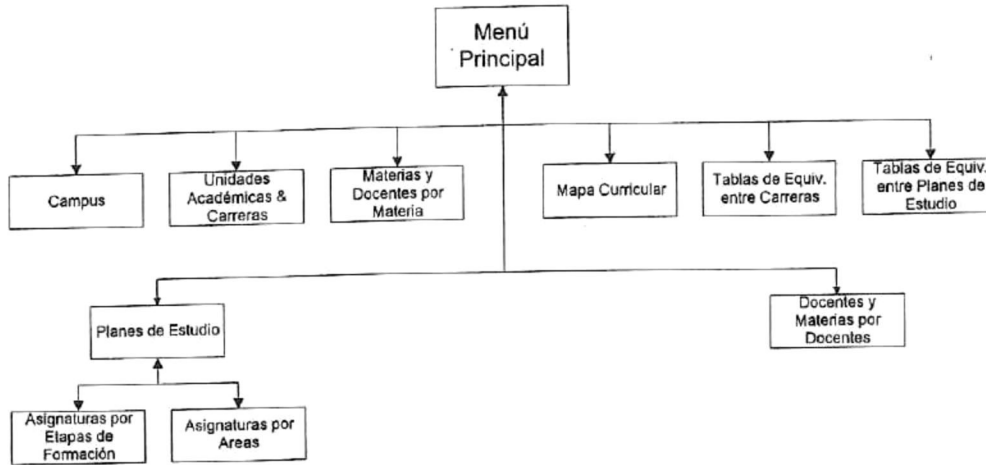 Menú
Principal
Campus
Unidades
Académicas &
Carreras
Materias y
Docentes por
Materia
Mapa Curricular
Tablas de Equiv.
entre Carreras
Tablas de Equiv.
entre Planes de
Estudio
Planes de Estudio
Docentes y
Materias por
Docentes
Asignaturas por
Etapas de
Formación
Asignaturas por
Areas